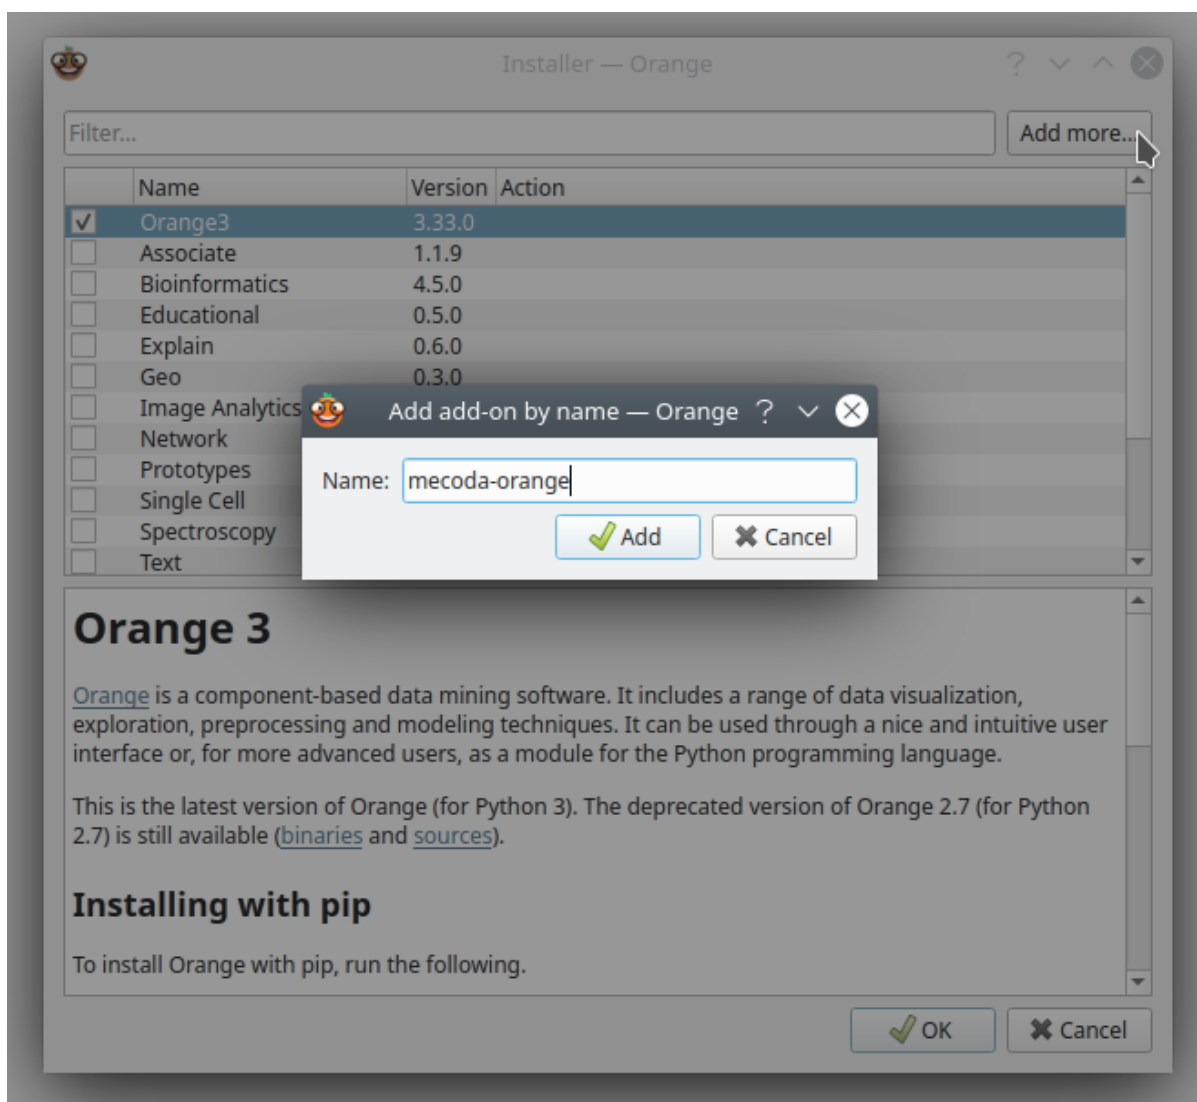 Installer — Orange
Filter...
Add more...
Name Version Action
Orange3 3.33.0
Associate 1.1.9
Bioinformatics 4.5.0
Educational 0.5.0
Explain 0.6.0
Geo 0.3.0
Image Analytics
Network
Prototypes
Single Cell
Spectroscopy
Text
Add add-on by name — Orange ?
Name: mecoda-orange
Add Cancel
Orange 3
Orange is a component-based data mining software. It includes a range of data visualization,
exploration, preprocessing and modeling techniques. It can be used through a nice and intuitive user
interface or, for more advanced users, as a module for the Python programming language.
This is the latest version of Orange (for Python 3). The deprecated version of Orange 2.7 (for Python
2.7) is still available (binaries and sources).
Installing with pip
To install Orange with pip, run the following.
OK Cancel